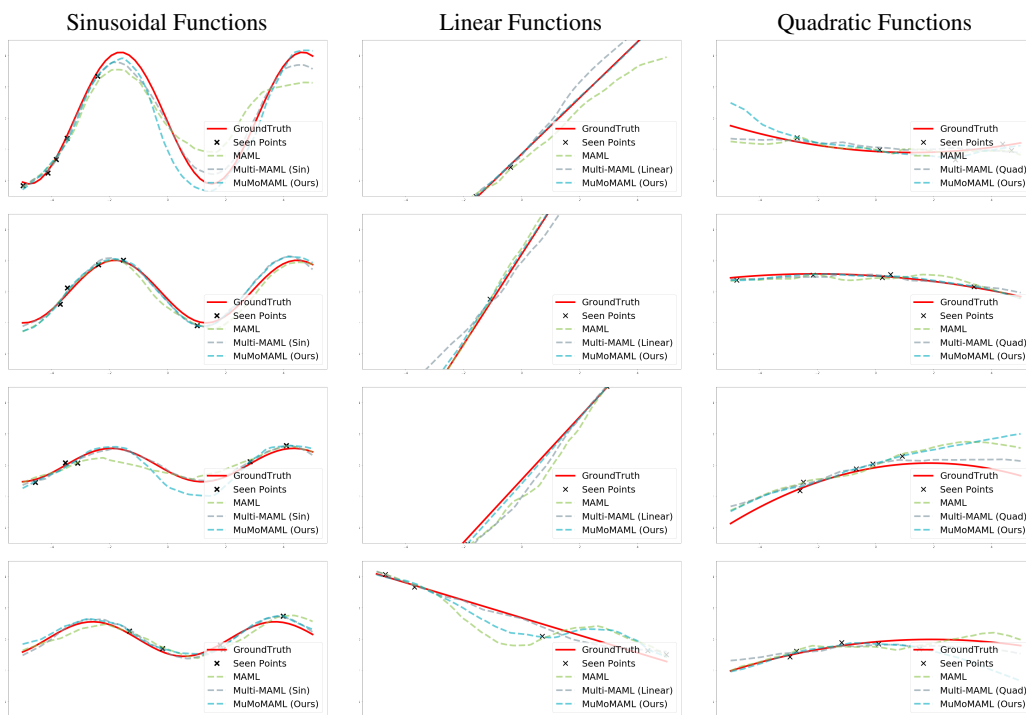 Sinusoidal Functions
Linear Functions
Quadratic Functions
GroundTruth
Seen Points
MAML
Multi-MAML (Sin)
MuMoMAML (Ours)
GroundTruth
Seen Points
MAML
Multi-MAML (Linear)
MuMoMAML (Ours)
GroundTruth
Seen Points
MAML
Multi-MAML (Quad)
MuMoMAML (Ours)
GroundTruth
Seen Points
MAML
Multi-MAML (Sin)
MuMoMAML (Ours)
GroundTruth
Seen Points
MAML
Multi-MAML (Linear)
MuMoMAML (Ours)
GroundTruth
Seen Points
MAML
Multi-MAML (Quad)
MuMoMAML (Ours)
GroundTruth
Seen Points
MAML
Multi-MAML (Sin)
MuMoMAML (Ours)
GroundTruth
Seen Points
MAML
Multi-MAML (Linear)
MuMoMAML (Ours)
GroundTruth
Seen Points
MAML
Multi-MAML (Quad)
MuMoMAML (Ours)
GroundTruth
Seen Points
MAML
Multi-MAML (Sin)
MuMoMAML (Ours)
GroundTruth
Seen Points
MAML
Multi-MAML (Linear)
MuMoMAML (Ours)
GroundTruth
Seen Points
MAML
Multi-MAML (Quad)
MuMoMAML (Ours)